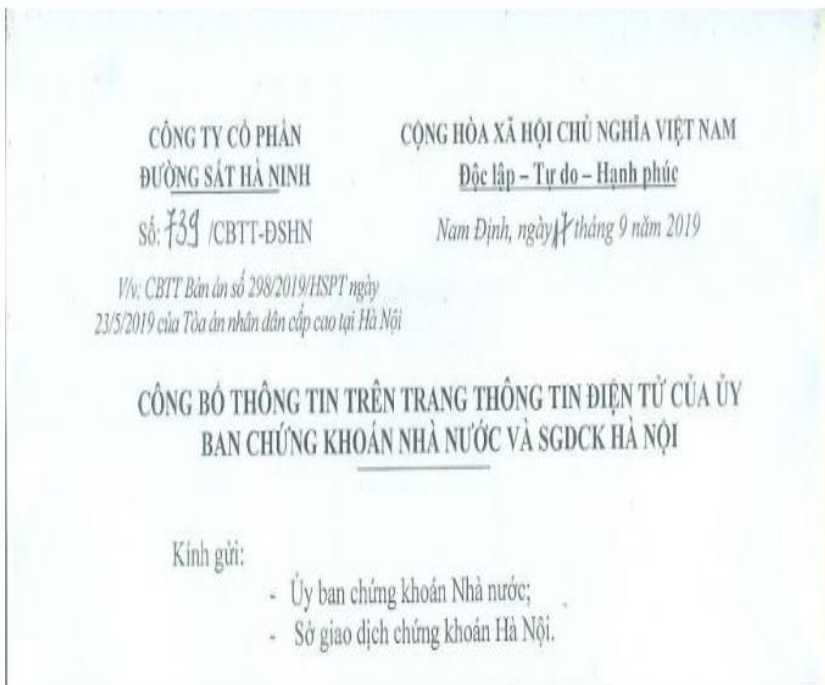 CÔNG TY CỔ PHẦN
ĐƯỜNG SẮT HÀ NINH
Số: 739 /CBTT-ĐSHN
V/v: CBTT Bản án số 298/2019/HSPT ngày
23/5/2019 của Tòa án nhân dân cấp cao tại Hà Nội
CỘNG HÒA XÃ HỘI CHỦ NGHĨA VIỆT NAM
Độc lập – Tự do – Hạnh phúc
Nam Định, ngày tháng 9 năm 2019
CÔNG BỐ THÔNG TIN TRÊN TRANG THÔNG TIN ĐIỆN TỬ CỦA ỦY
BAN CHỨNG KHOÁN NHÀ NƯỚC VÀ SGDCK HÀ NỘI
Kính gửi:
- Ủy ban chứng khoán Nhà nước;
- Sở giao dịch chứng khoán Hà Nội.